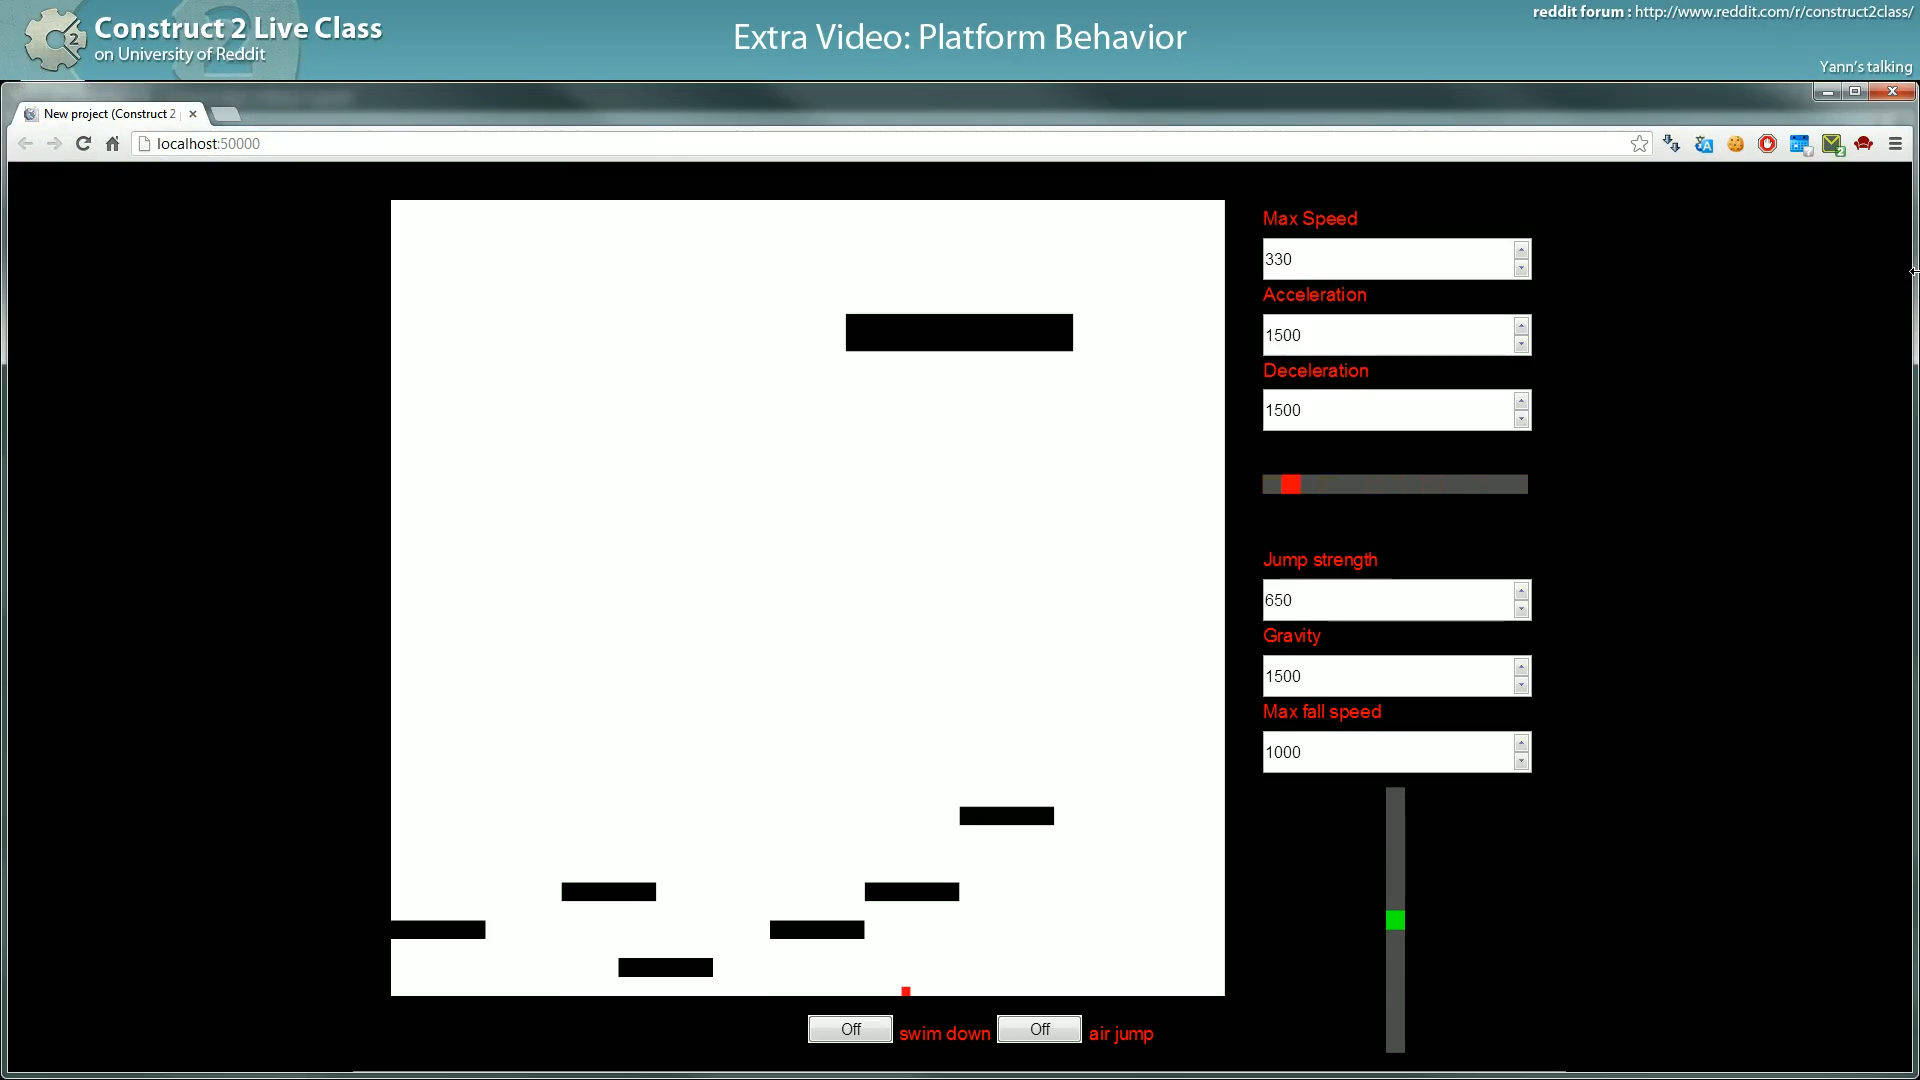 Construct 2 Live Class
on University of Reddit
Extra Video: Platform Behavior
reddit forum : http://www.reddit.com/r/construct2class/
Yann's talking
New project (Construct 2
localhost:50000
Max Speed
330
Acceleration
1500
Deceleration
1500
Jump strength
650
Gravity
1500
Max fall speed
1000
Off swim down Off air jump